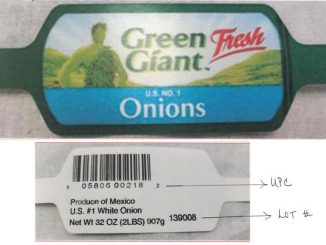 Green
Giant™
Fresh
U.S. NO. 1
Onions
0 05806 00218 2
UPC
Produce of Mexico
U.S. #1 White Onion
Net Wt 32 OZ (2LBS) 907g
139008
LOT #